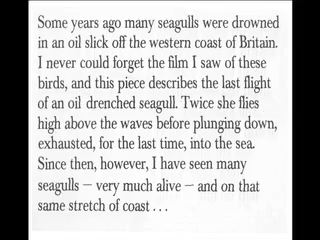 Some years ago many seagulls were drowned
in an oil slick off the western coast of Britain.
I never could forget the film I saw of these
birds, and this piece describes the last flight
of an oil drenched seagull. Twice she flies
high above the waves before plunging down,
exhausted, for the last time, into the sea.
Since then, however, I have seen many
seagulls – very much alive – and on that
same stretch of coast . . .